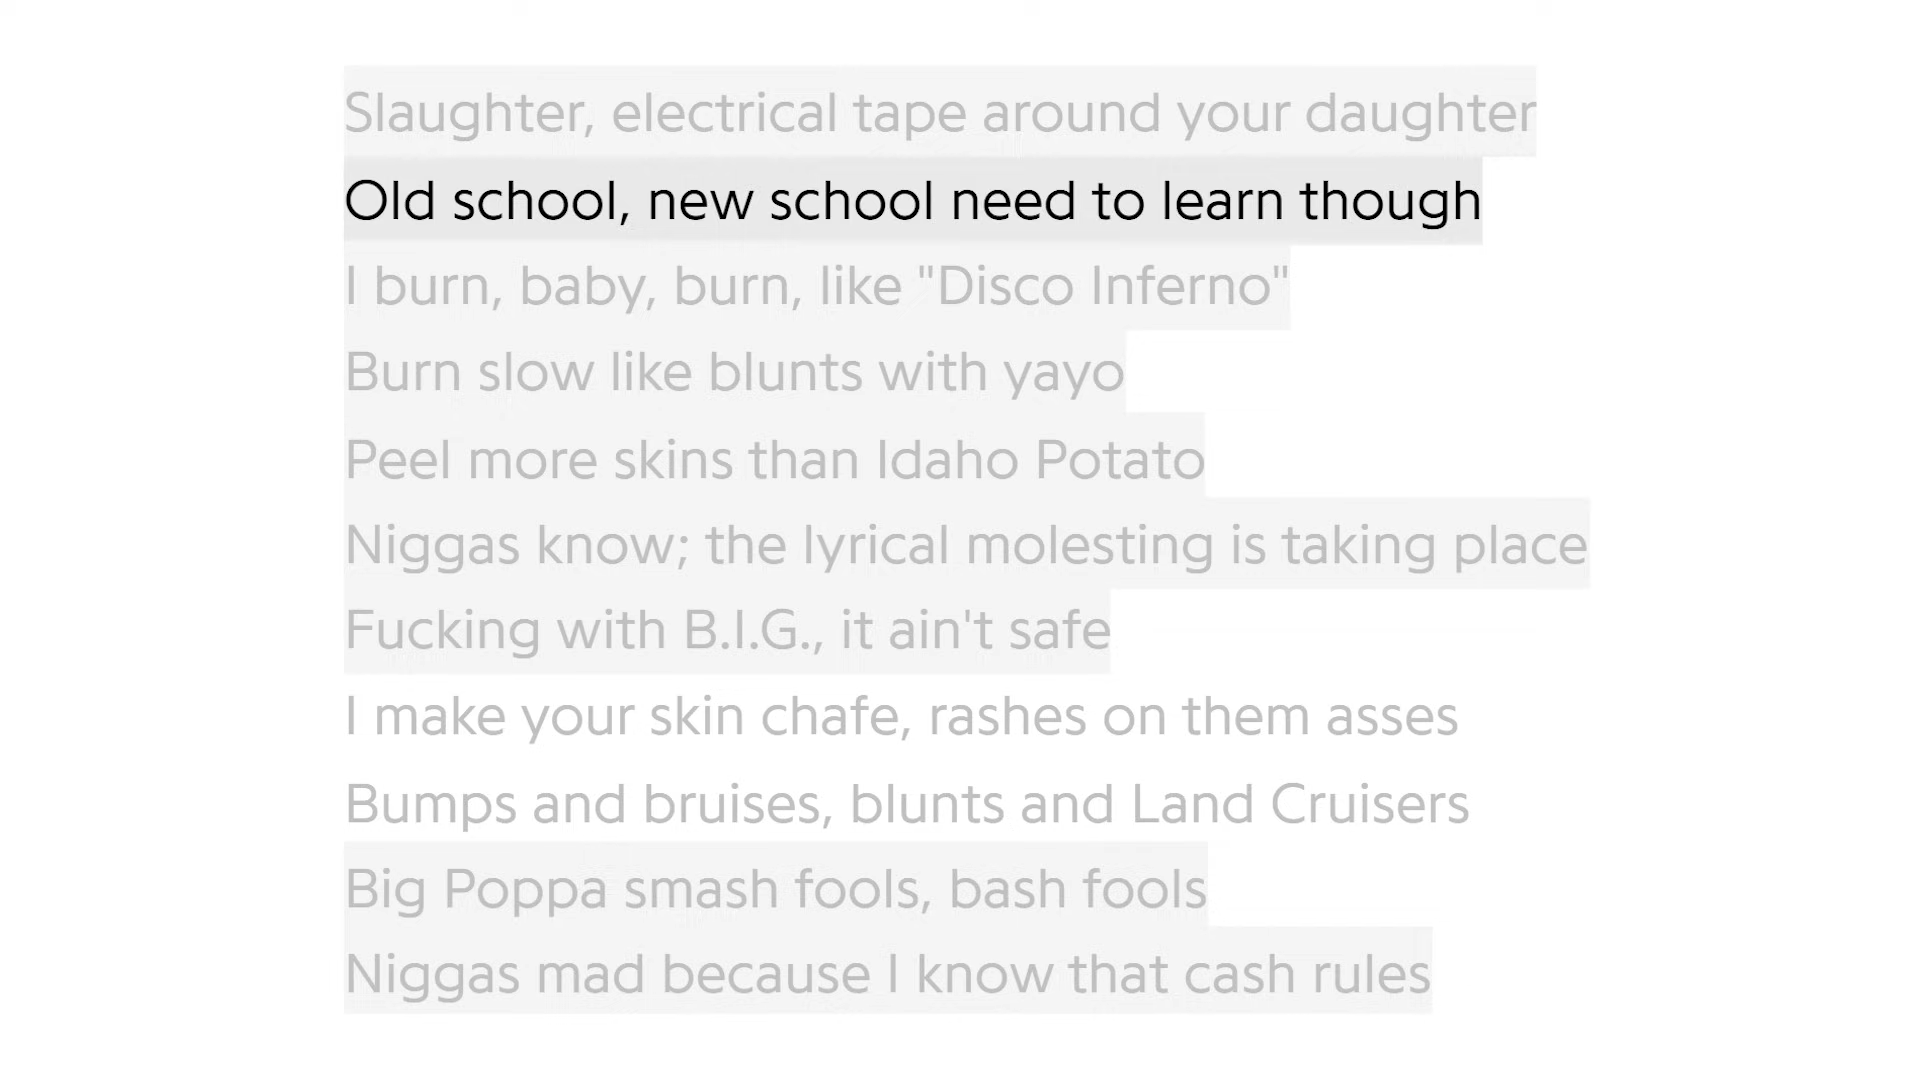 Slaughter, electrical tape around your daughter
Old school, new school need to learn though
I burn, baby, burn, like "Disco Inferno"
Burn slow like blunts with yayo
Peel more skins than Idaho Potato
Niggas know; the lyrical molesting is taking place
Fucking with B.I.G., it ain't safe
I make your skin chafe, rashes on them asses
Bumps and bruises, blunts and Land Cruisers
Big Poppa smash fools, bash fools
Niggas mad because I know that cash rules